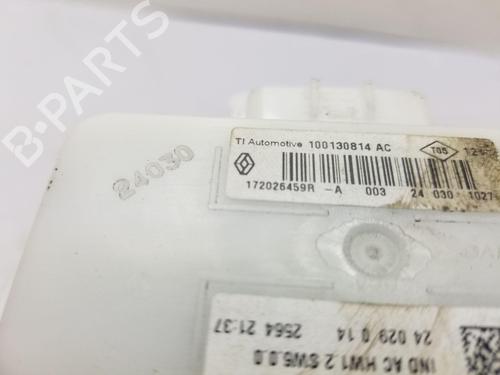 B-PARTS
24030
TI Automotive 100130814 AC
T05
172026459R -A 003 24 030 1027
2564 21:37
24 029 0 14
IND AC HW1.2 SW6.0.0